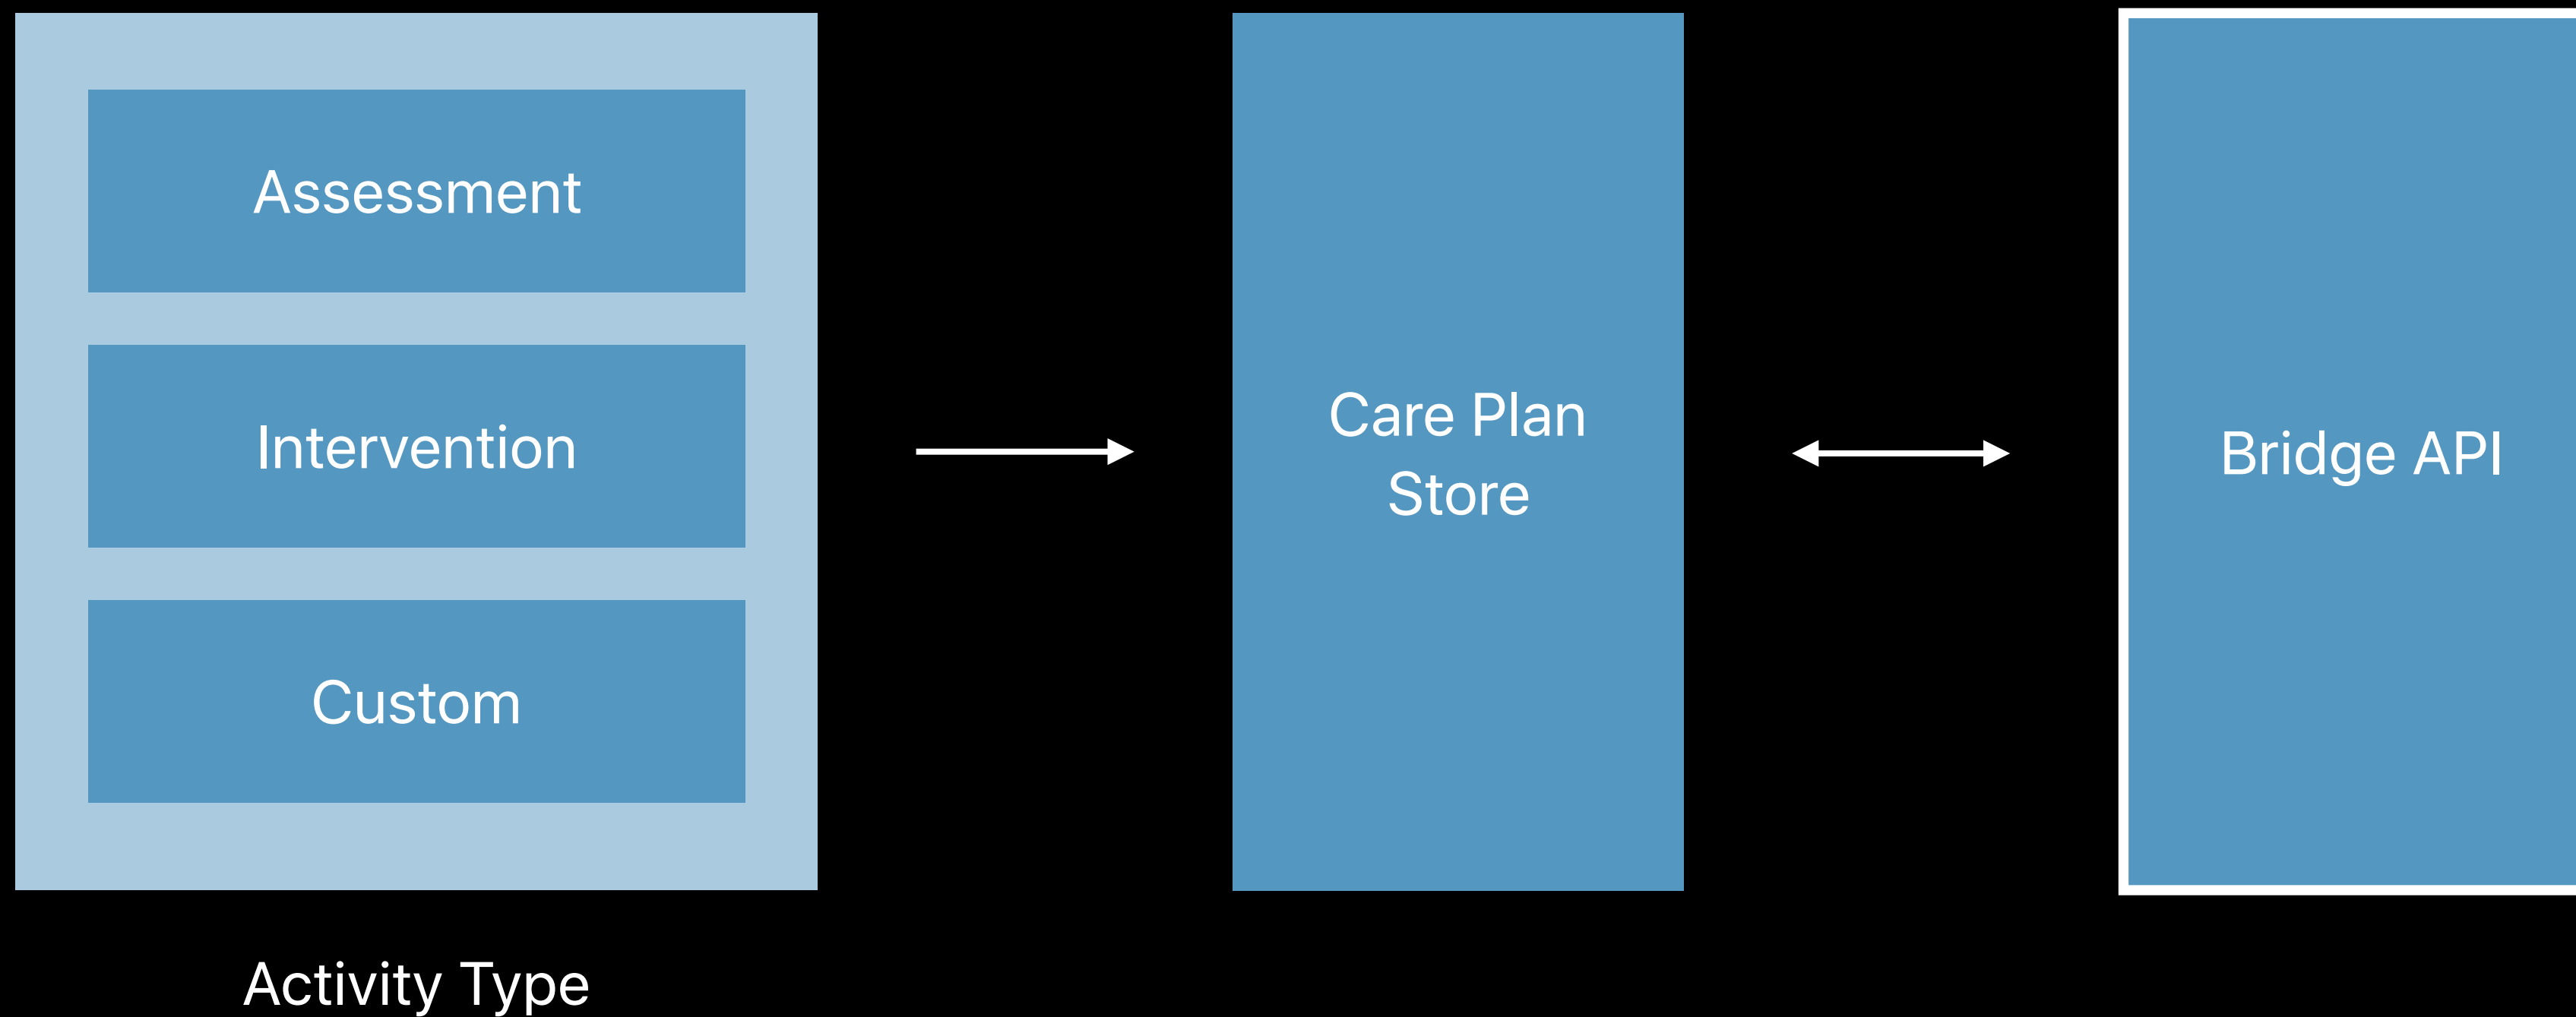 Assessment
Intervention
Custom
Activity Type
Care Plan
Store
Bridge API